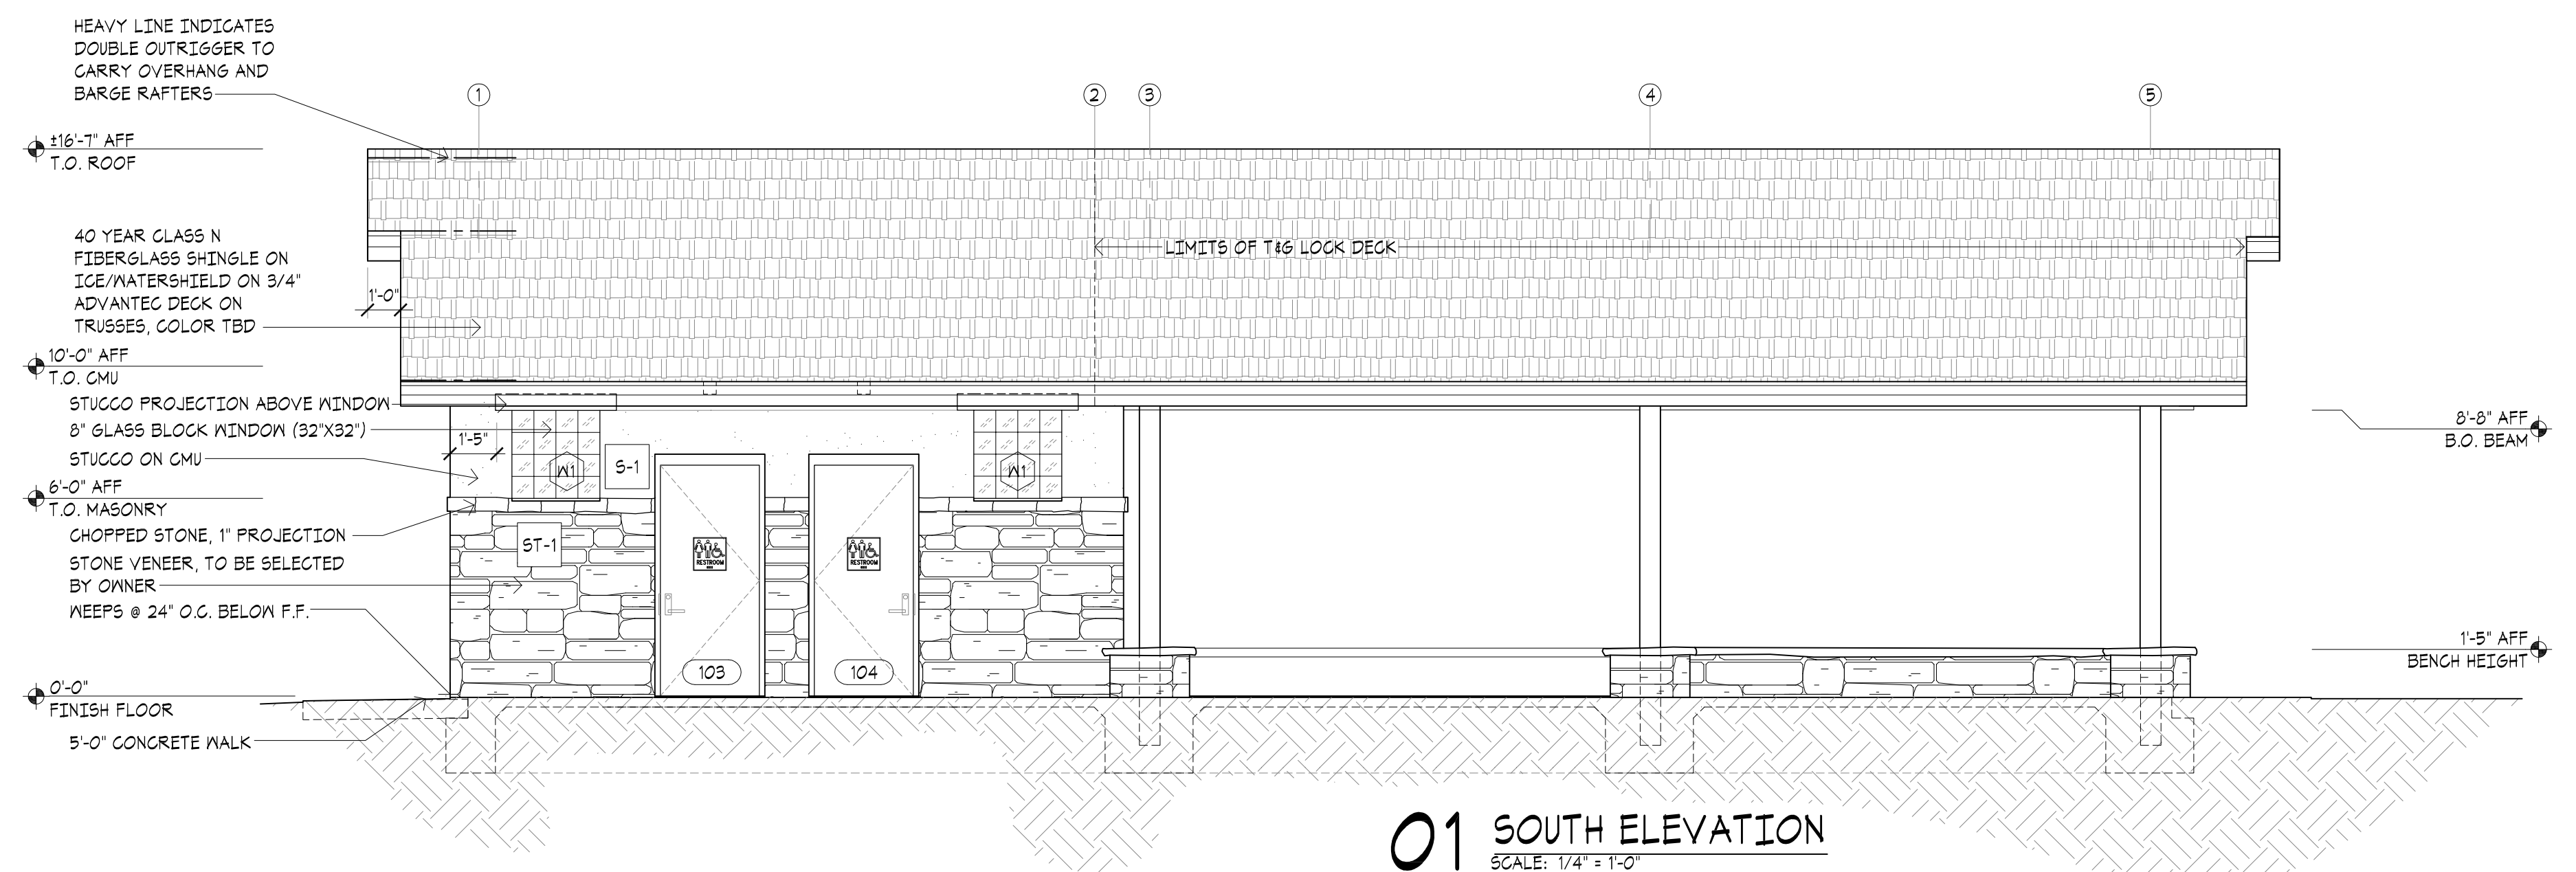 HEAVY LINE INDICATES
DOUBLE OUTRIGGER TO
CARRY OVERHANG AND
BARGE RAFTERS
1
2
3
4
5
±16'-7" AFF
T.O. ROOF
LIMITS OF T&G LOCK DECK
40 YEAR CLASS N
FIBERGLASS SHINGLE ON
ICE/WATERSHIELD ON 3/4"
ADVANTEC DECK ON
TRUSSES, COLOR TBD
1'-0"
10'-0" AFF
T.O. CMU
STUCCO PROJECTION ABOVE WINDOW
8" GLASS BLOCK WINDOW (32"X32")
1'-5"
STUCCO ON CMU
6'-0" AFF
T.O. MASONRY
CHOPPED STONE, 1" PROJECTION
STONE VENEER, TO BE SELECTED
BY OWNER
WEEPS @ 24" O.C. BELOW F.F.
0'-0"
FINISH FLOOR
5'-0" CONCRETE WALK
W1
S-1
W1
ST-1
RESTROOM
RESTROOM
103
104
8'-8" AFF
B.O. BEAM
1'-5" AFF
BENCH HEIGHT
01 SOUTH ELEVATION
SCALE: 1/4" = 1'-0"